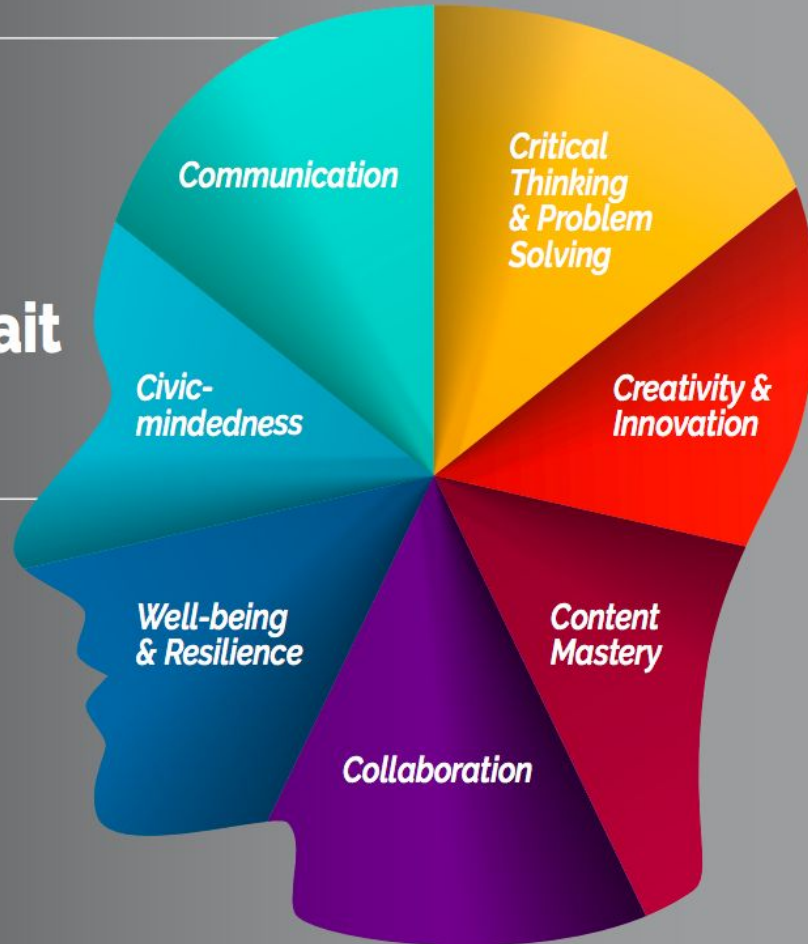 Communication
Critical
Thinking
& Problem
Solving
ait
Civic-
mindedness
Creativity &
Innovation
Well-being
& Resilience
Content
Mastery
Collaboration